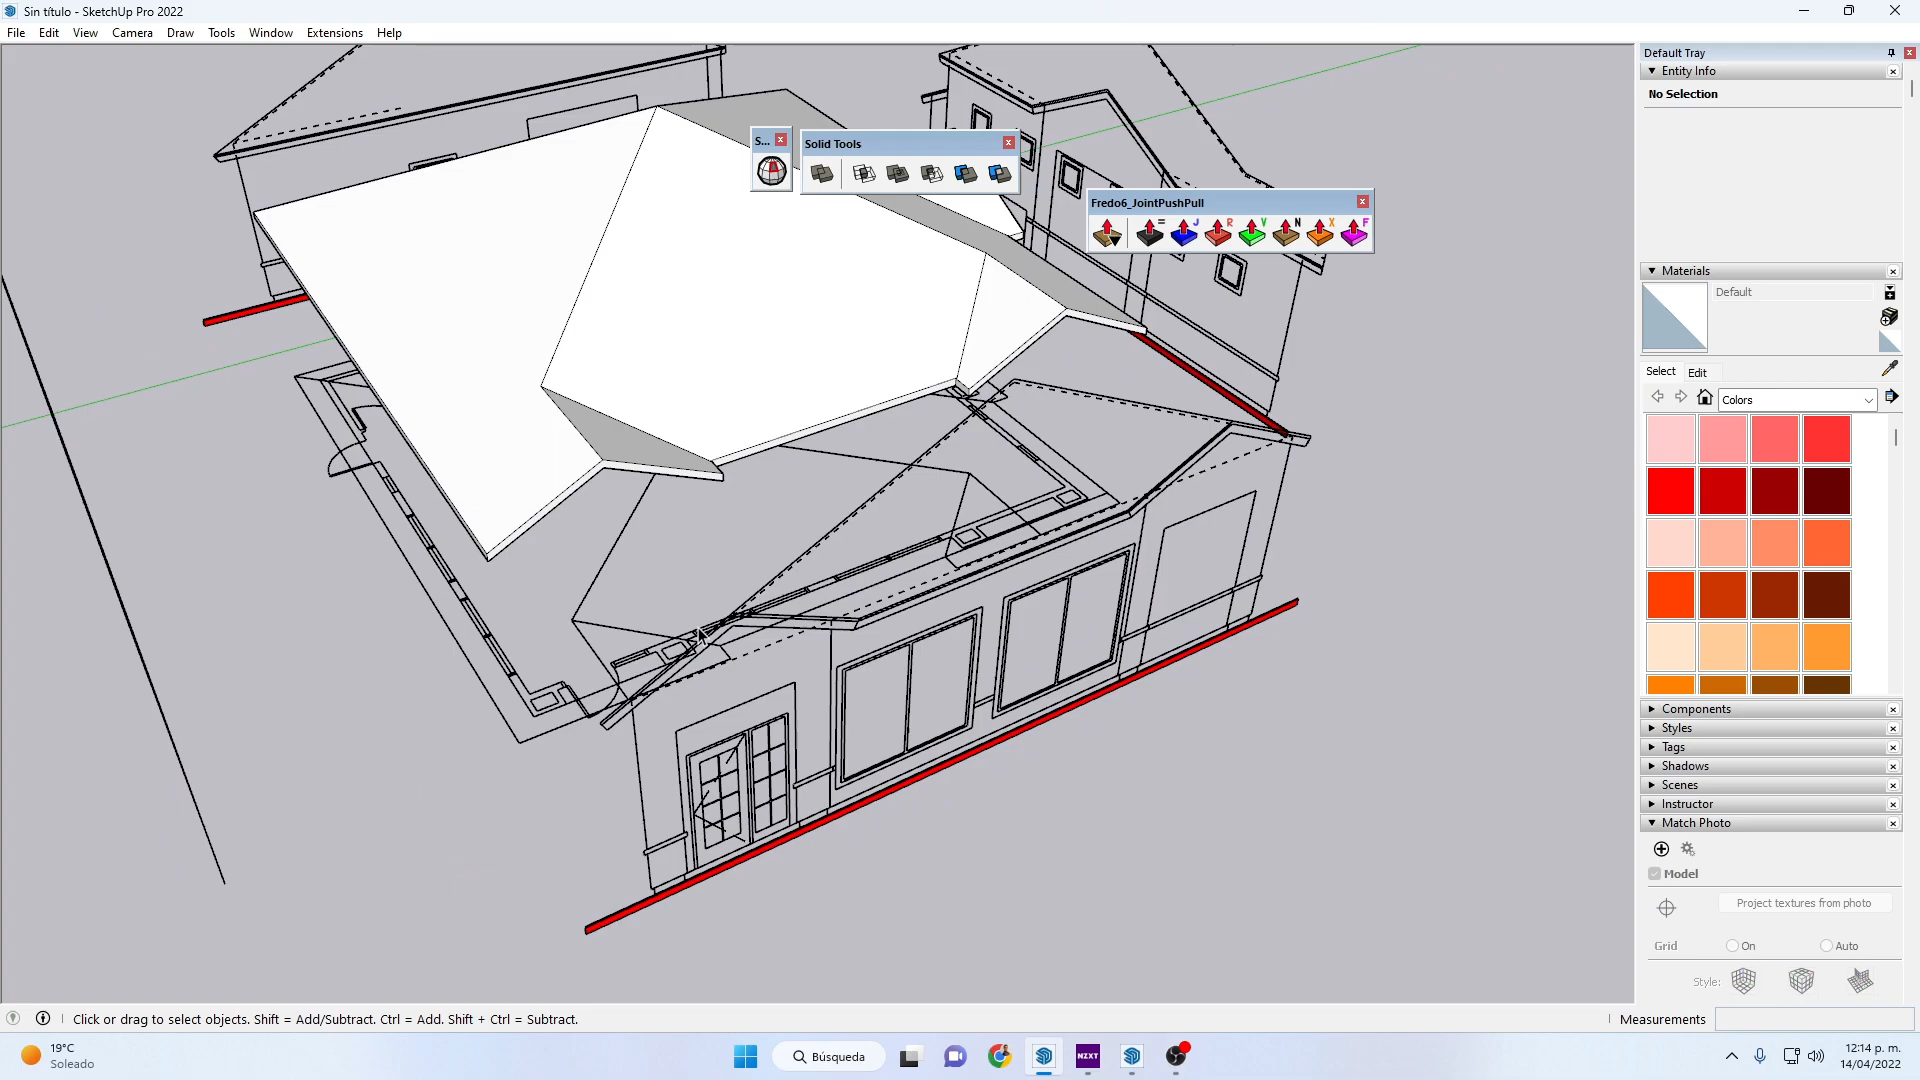 Sin título - SketchUp Pro 2022
File Edit View Camera Draw Tools Window Extensions Help
Default Tray
Entity Info
No Selection
S...
Solid Tools
Fredo6_JointPushPull
= J R V N X F
Materials
Default
Select Edit
Colors
Components
Styles
Tags
Shadows
Scenes
Instructor
Match Photo
Model
Project textures from photo
Grid On Auto
Style:
Click or drag to select objects. Shift = Add/Subtract. Ctrl = Add. Shift + Ctrl = Subtract.
Measurements
19°C
Soleado
Búsqueda
NZXT
12:14 p. m.
14/04/2022